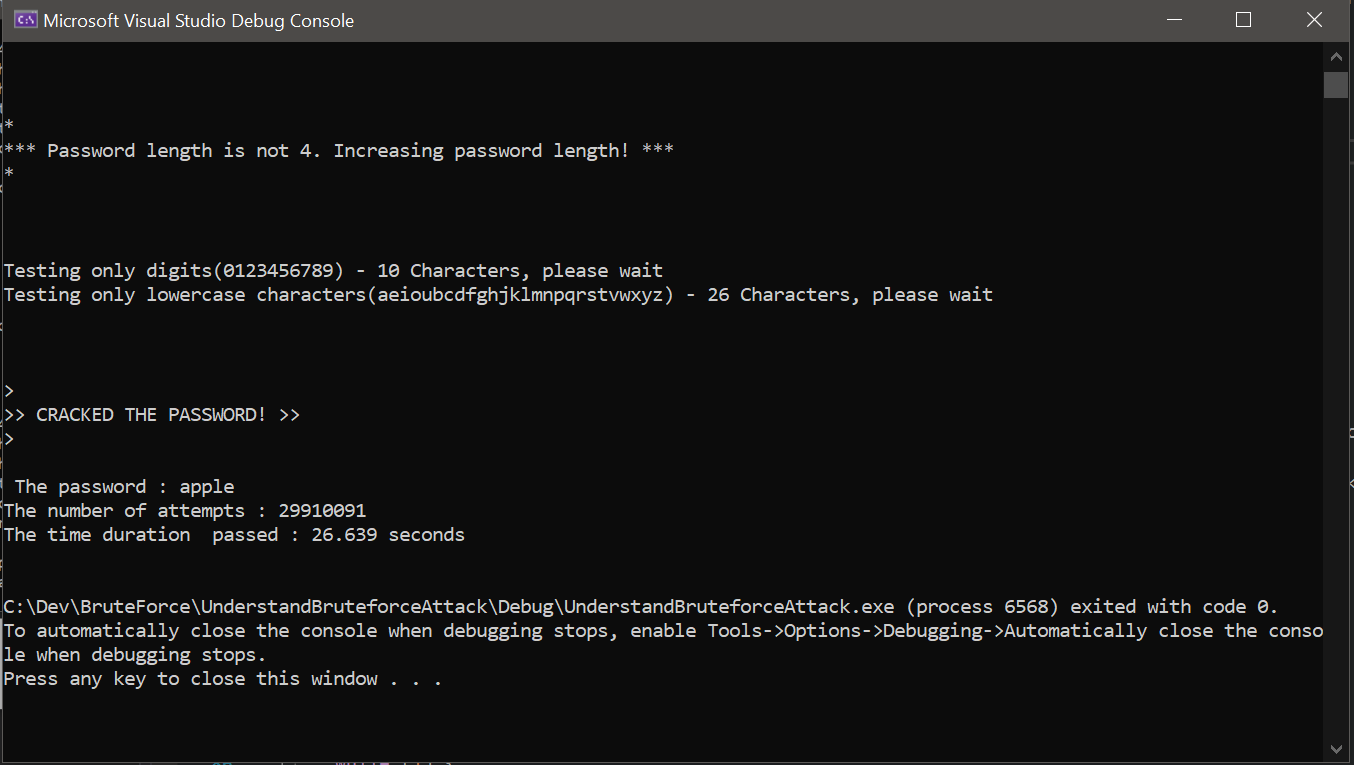 Microsoft Visual Studio Debug Console
*
*** Password length is not 4. Increasing password length! ***
*
Testing only digits(0123456789) - 10 Characters, please wait
Testing only lowercase characters(aeioubcdfghjklmnpqrstvwxyz) - 26 Characters, please wait
>
>> CRACKED THE PASSWORD! >>
>
The password : apple
The number of attempts : 29910091
The time duration  passed : 26.639 seconds
C:\Dev\BruteForce\UnderstandBruteforceAttack\Debug\UnderstandBruteforceAttack.exe (process 6568) exited with code 0.
To automatically close the console when debugging stops, enable Tools->Options->Debugging->Automatically close the conso
le when debugging stops.
Press any key to close this window . . .